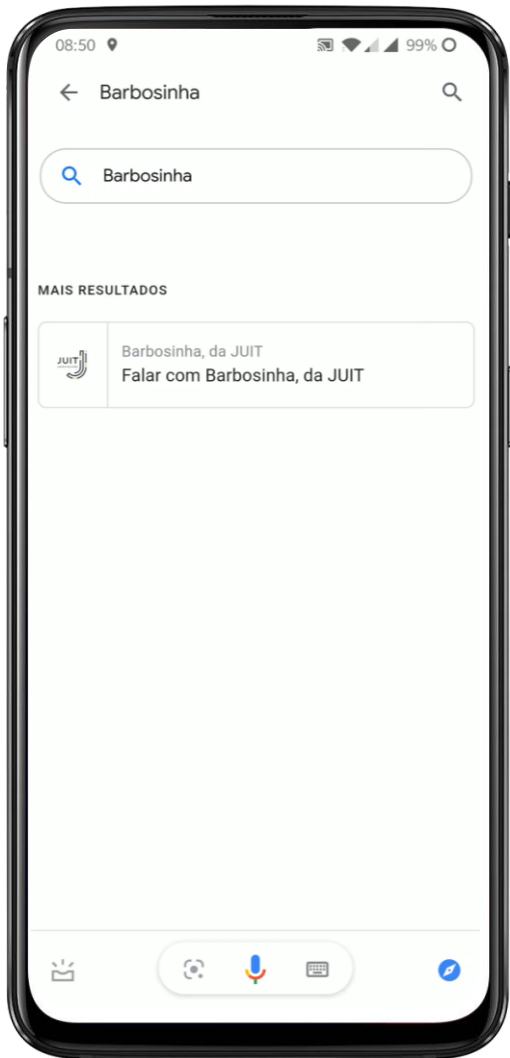 08:50
99%
Barbosinha
Barbosinha
MAIS RESULTADOS
JUIT
Barbosinha, da JUIT
Falar com Barbosinha, da JUIT